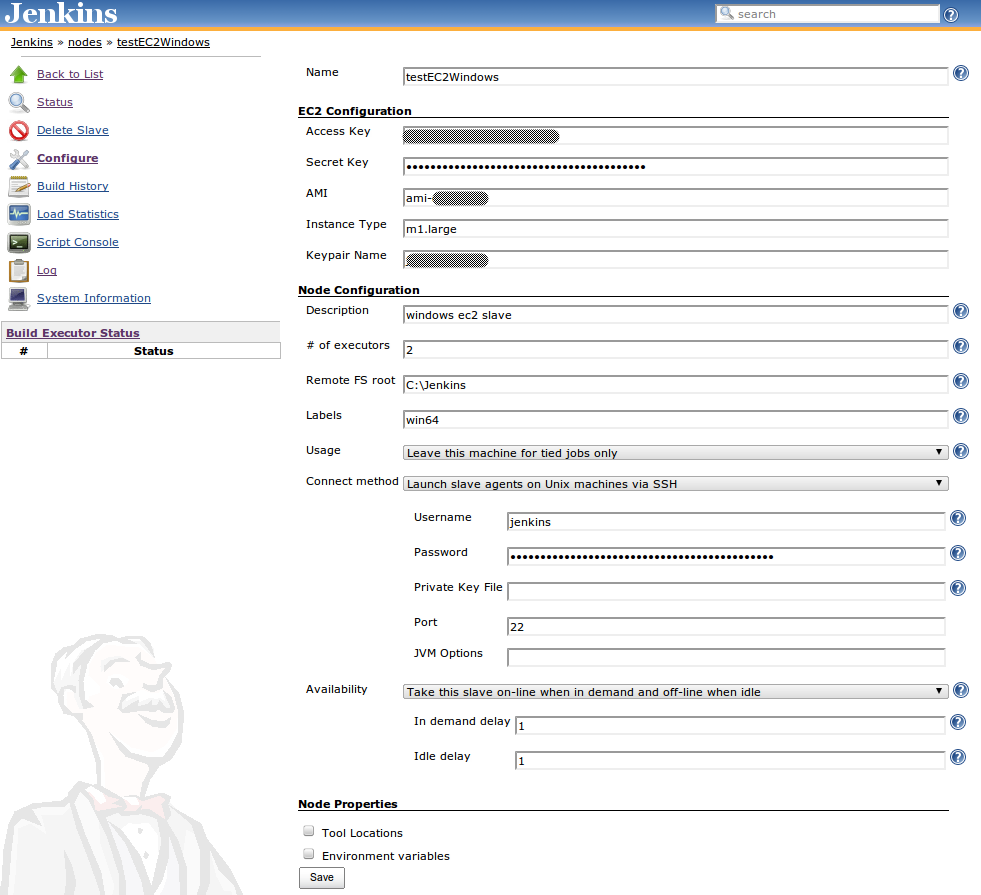 Jenkins
search
Jenkins » nodes » testEC2Windows
Back to List
Status
Delete Slave
Configure
Build History
Load Statistics
Script Console
Log
System Information
Build Executor Status
# Status
Name testEC2Windows
EC2 Configuration
Access Key
Secret Key ••••••••••••••••••••••••••••••••••••••••
AMI ami-
Instance Type m1.large
Keypair Name
Node Configuration
Description windows ec2 slave
# of executors 2
Remote FS root C:\Jenkins
Labels win64
Usage Leave this machine for tied jobs only
Connect method Launch slave agents on Unix machines via SSH
Username jenkins
Password ••••••••••••••••••••••••••••••••••••••••••••
Private Key File
Port 22
JVM Options
Availability Take this slave on-line when in demand and off-line when idle
In demand delay 1
Idle delay 1
Node Properties
Tool Locations
Environment variables
Save